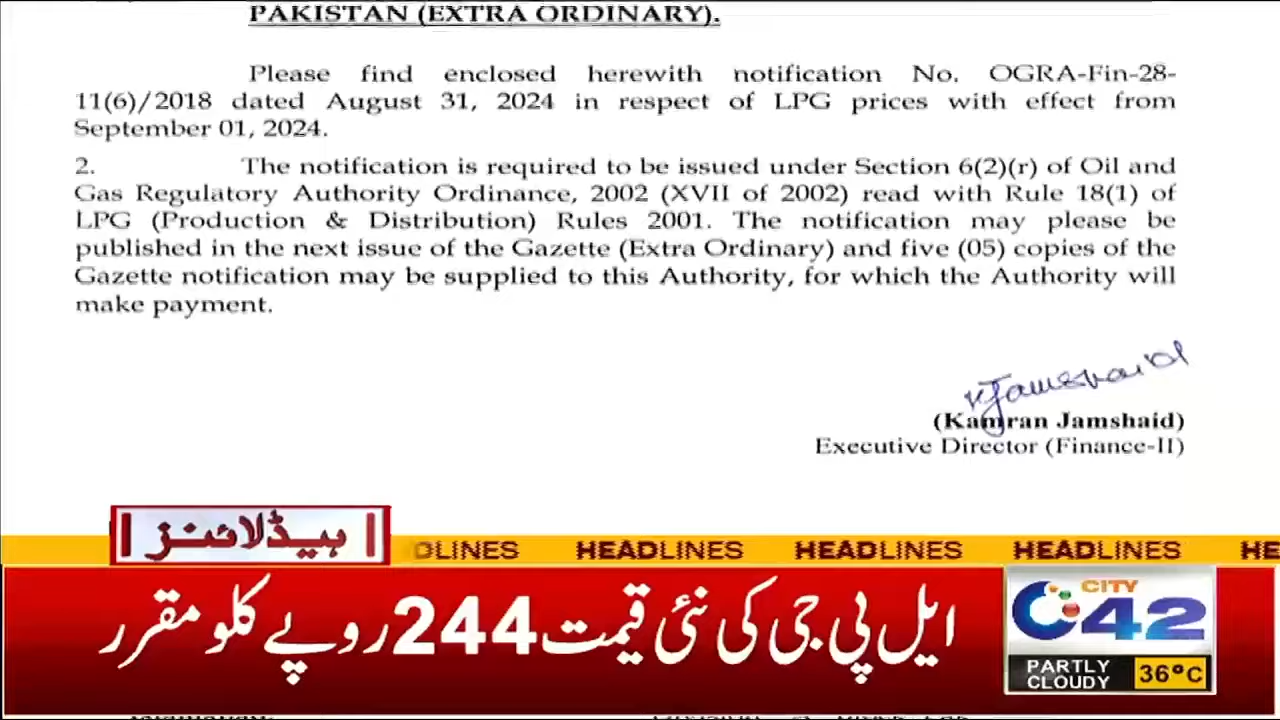 PAKISTAN (EXTRA ORDINARY).
Please find enclosed herewith notification No. OGRA-Fin-28-
11(6)/2018 dated August 31, 2024 in respect of LPG prices with effect from
September 01, 2024.
2. The notification is required to be issued under Section 6(2)(r) of Oil and
Gas Regulatory Authority Ordinance, 2002 (XVII of 2002) read with Rule 18(1) of
LPG (Production & Distribution) Rules 2001. The notification may please be
published in the next issue of the Gazette (Extra Ordinary) and five (05) copies of the
Gazette notification may be supplied to this Authority, for which the Authority will
make payment.
KJamshaid
(Kamran Jamshaid)
Executive Director (Finance-II)
ہیڈلائنز
DLINES HEADLINES HEADLINES HEADLINES HE
ایل پی جی کی نئی قیمت 244 روپے کلو مقرر
CITY
42
PARTLY
CLOUDY
36°C